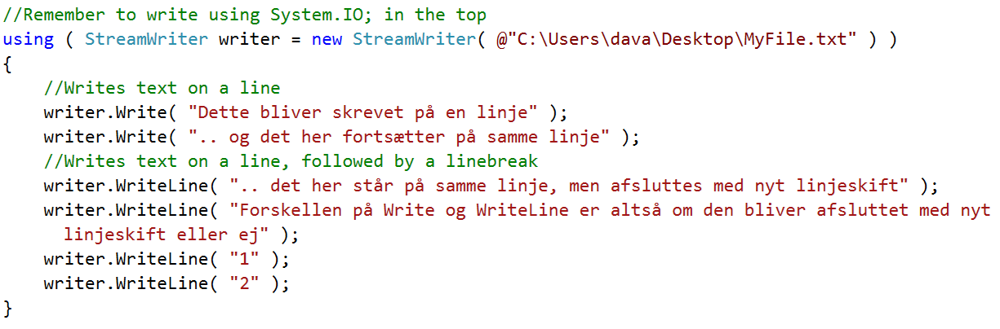 //Remember to write using System.IO; in the top
using ( StreamWriter writer = new StreamWriter( @"C:\Users\dava\Desktop\MyFile.txt" ) )
{
    //Writes text on a line
    writer.Write( "Dette bliver skrevet på en linje" );
    writer.Write( ".. og det her fortsætter på samme linje" );
    //Writes text on a line, followed by a linebreak
    writer.WriteLine( ".. det her står på samme linje, men afsluttes med nyt linjeskift" );
    writer.WriteLine( "Forskellen på Write og WriteLine er altså om den bliver afsluttet med nyt
      linjeskift eller ej" );
    writer.WriteLine( "1" );
    writer.WriteLine( "2" );
}